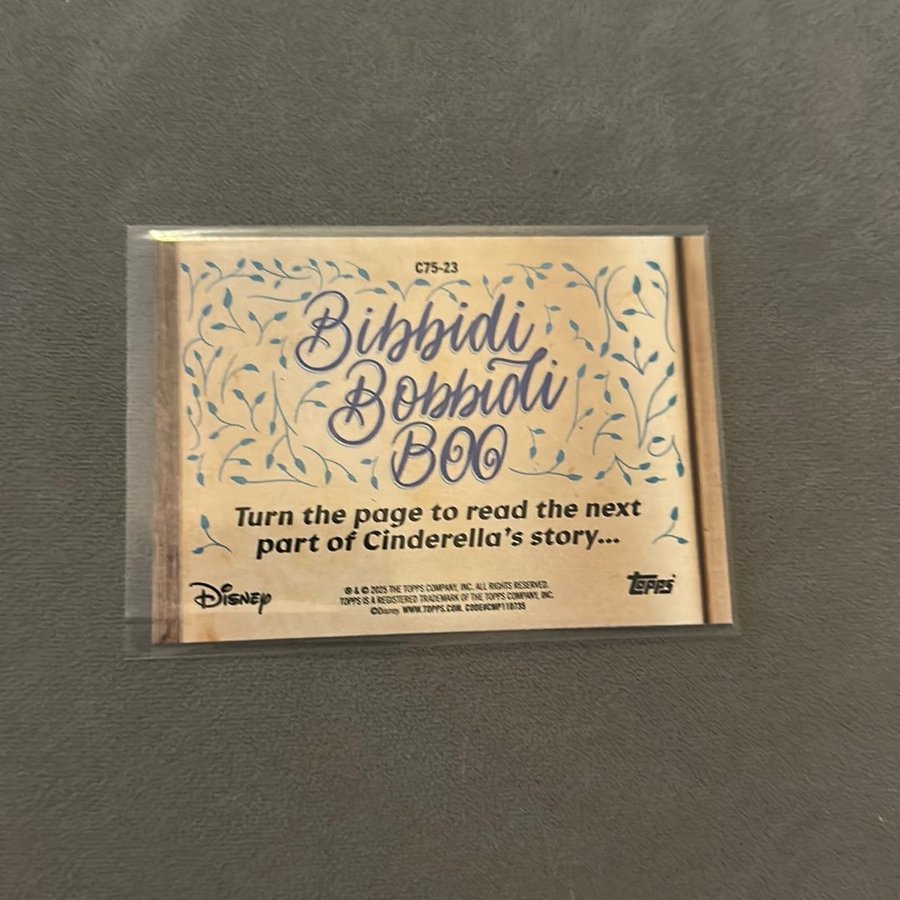 C75-23
Bibbidi
Bobbidi
BOO
Turn the page to read the next
part of Cinderella's story...
Disney
® & © 2025 THE TOPPS COMPANY, INC. ALL RIGHTS RESERVED.
TOPPS IS A REGISTERED TRADEMARK OF THE TOPPS COMPANY, INC.
©Disney WWW.TOPPS.COM. CODE#CMP110735
Topps